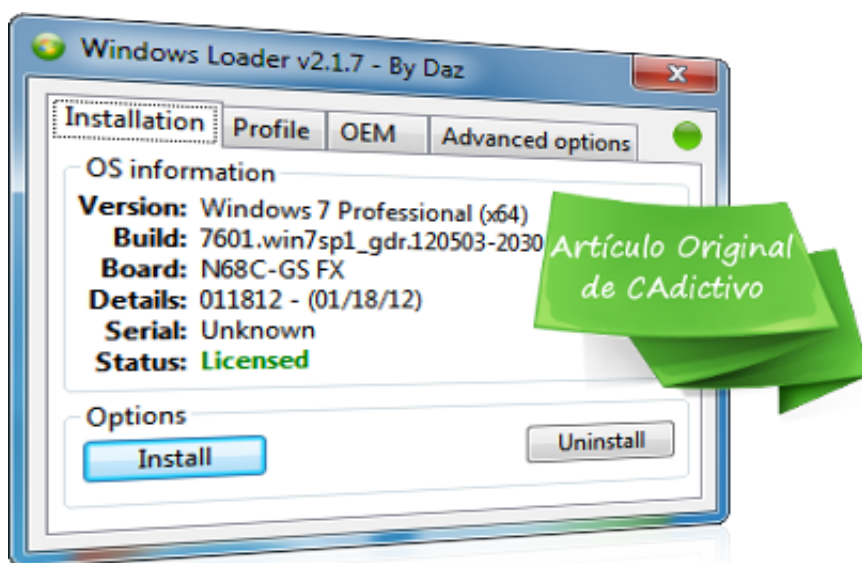 Windows Loader v2.1.7 - By Daz
Installation Profile OEM Advanced options
OS information
Version: Windows 7 Professional (x64)
Build: 7601.win7sp1_gdr.120503-2030
Board: N68C-GS FX
Details: 011812 - (01/18/12)
Serial: Unknown
Status: Licensed
Artículo Original
de CAdictivo
Options
Install Uninstall